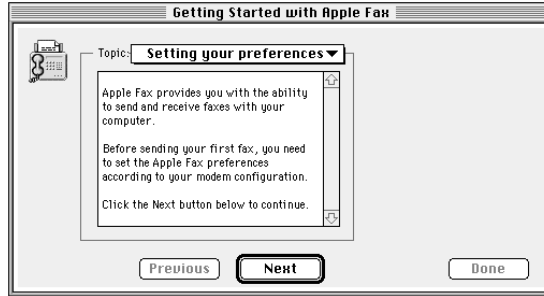 Getting Started with Apple Fax
Topic: Setting your preferences
Apple Fax provides you with the ability
to send and receive faxes with your
computer.
Before sending your first fax, you need
to set the Apple Fax preferences
according to your modem configuration.
Click the Next button below to continue.
Previous Next Done